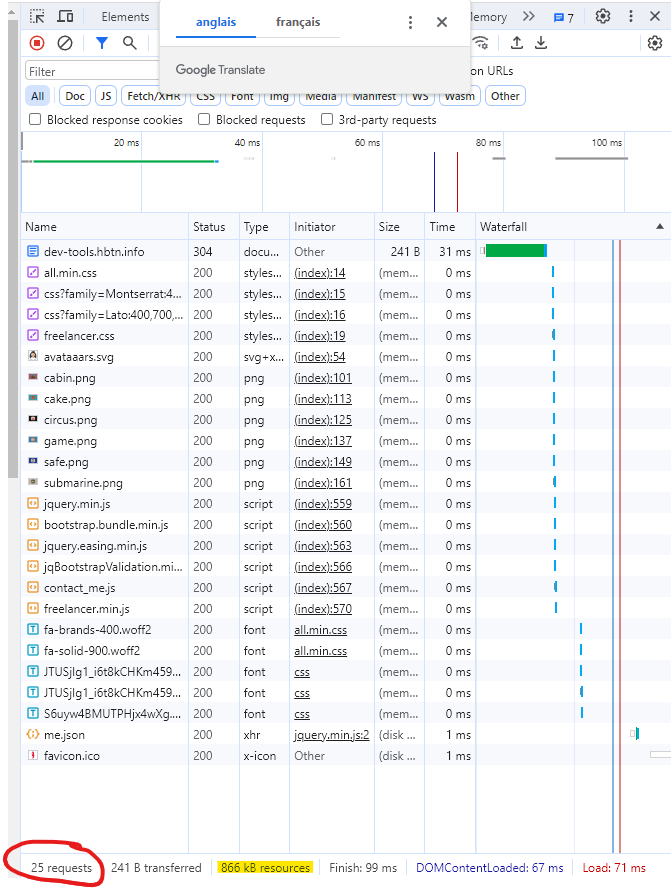 Elements anglais français Memory 7
Filter on URLs
Google Translate
All Doc JS Fetch/XHR CSS Font Img Media Manifest WS Wasm Other
Blocked response cookies Blocked requests 3rd-party requests
20 ms 40 ms 60 ms 80 ms 100 ms
Name Status Type Initiator Size Time Waterfall
dev-tools.hbtn.info 304 docu... Other 241 B 31 ms
all.min.css 200 styles... (index):14 (mem... 0 ms
css?family=Montserrat:4... 200 styles... (index):15 (mem... 0 ms
css?family=Lato:400,700,... 200 styles... (index):16 (mem... 0 ms
freelancer.css 200 styles... (index):19 (mem... 0 ms
avataaars.svg 200 svg+x... (index):54 (mem... 0 ms
cabin.png 200 png (index):101 (mem... 0 ms
cake.png 200 png (index):113 (mem... 0 ms
circus.png 200 png (index):125 (mem... 0 ms
game.png 200 png (index):137 (mem... 0 ms
safe.png 200 png (index):149 (mem... 0 ms
submarine.png 200 png (index):161 (mem... 0 ms
jquery.min.js 200 script (index):559 (mem... 0 ms
bootstrap.bundle.min.js 200 script (index):560 (mem... 0 ms
jquery.easing.min.js 200 script (index):563 (mem... 0 ms
jqBootstrapValidation.mi... 200 script (index):566 (mem... 0 ms
contact_me.js 200 script (index):567 (mem... 0 ms
freelancer.min.js 200 script (index):570 (mem... 0 ms
fa-brands-400.woff2 200 font all.min.css (mem... 0 ms
fa-solid-900.woff2 200 font all.min.css (mem... 0 ms
JTUSjIg1_i6t8kCHKm459... 200 font css (mem... 0 ms
JTUSjIg1_i6t8kCHKm459... 200 font css (mem... 0 ms
S6uyw4BMUTPHjx4wXg.... 200 font css (mem... 0 ms
me.json 200 xhr jquery.min.js:2 (disk ... 1 ms
favicon.ico 200 x-icon Other (disk ... 1 ms
25 requests 241 B transferred 866 kB resources Finish: 99 ms DOMContentLoaded: 67 ms Load: 71 ms